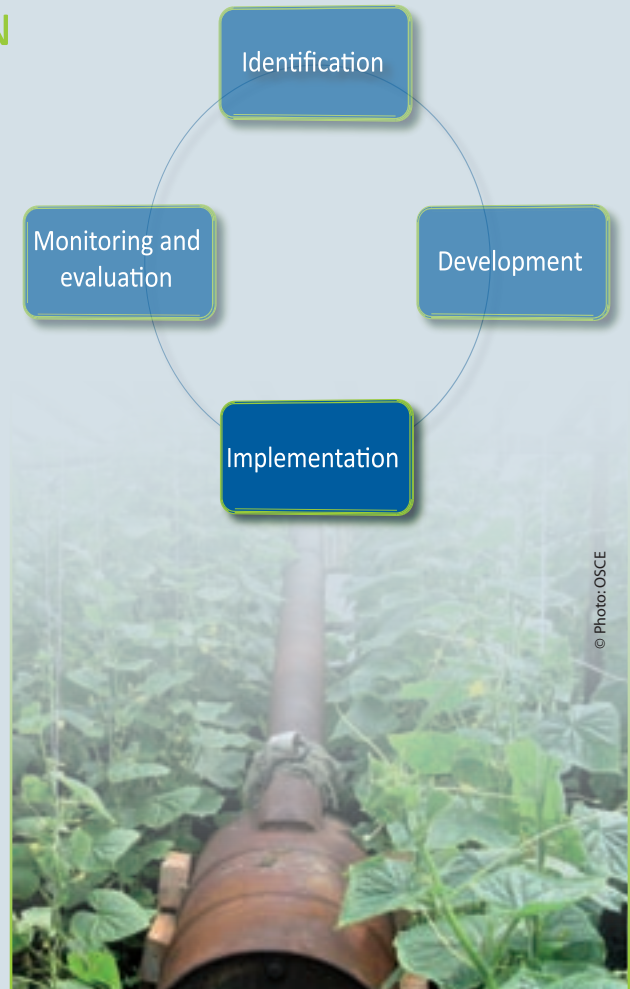 N
Identification
Monitoring and
evaluation
Development
Implementation
© Photo: OSCE